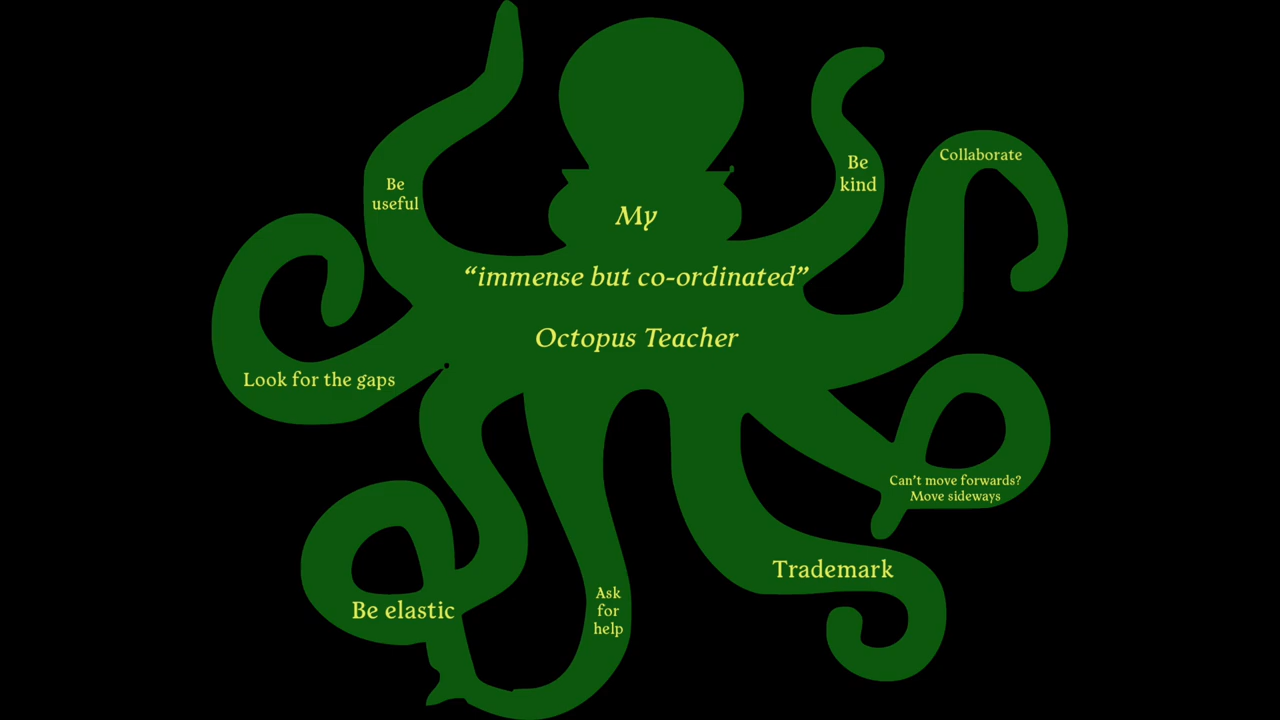 My
“immense but co-ordinated”
Octopus Teacher
Be
useful
Be
kind
Collaborate
Look for the gaps
Can’t move forwards?
Move sideways
Be elastic
Ask
for
help
Trademark